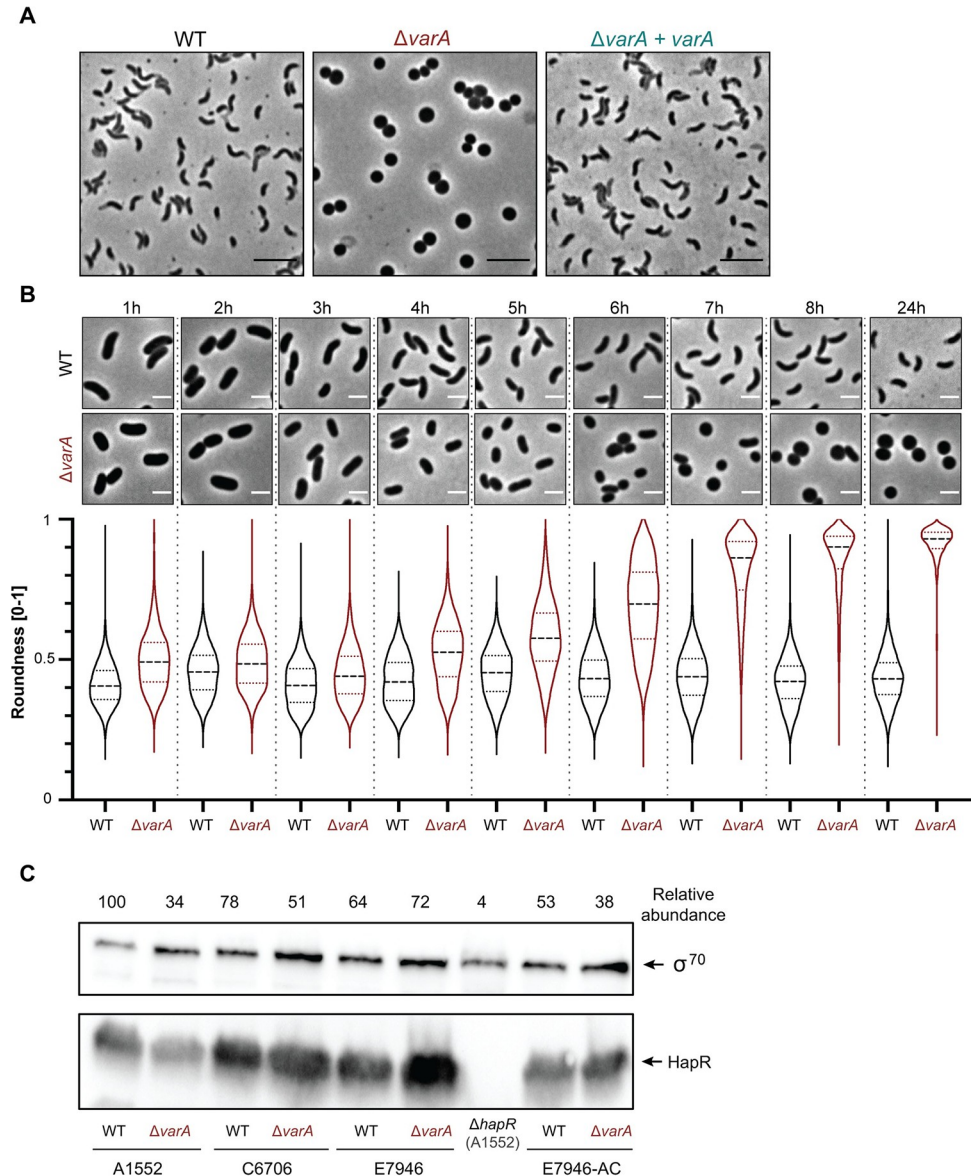 A
WT ΔvarA ΔvarA + varA
B
1h 2h 3h 4h 5h 6h 7h 8h 24h
WT
ΔvarA
Roundness [0-1]
1
0.5
0
WT ΔvarA WT ΔvarA WT ΔvarA WT ΔvarA WT ΔvarA WT ΔvarA WT ΔvarA WT ΔvarA WT ΔvarA
C
100 34 78 51 64 72 4 53 38 Relative abundance
σ⁷⁰
HapR
WT ΔvarA WT ΔvarA WT ΔvarA ΔhapR (A1552) WT ΔvarA
A1552 C6706 E7946 E7946-AC